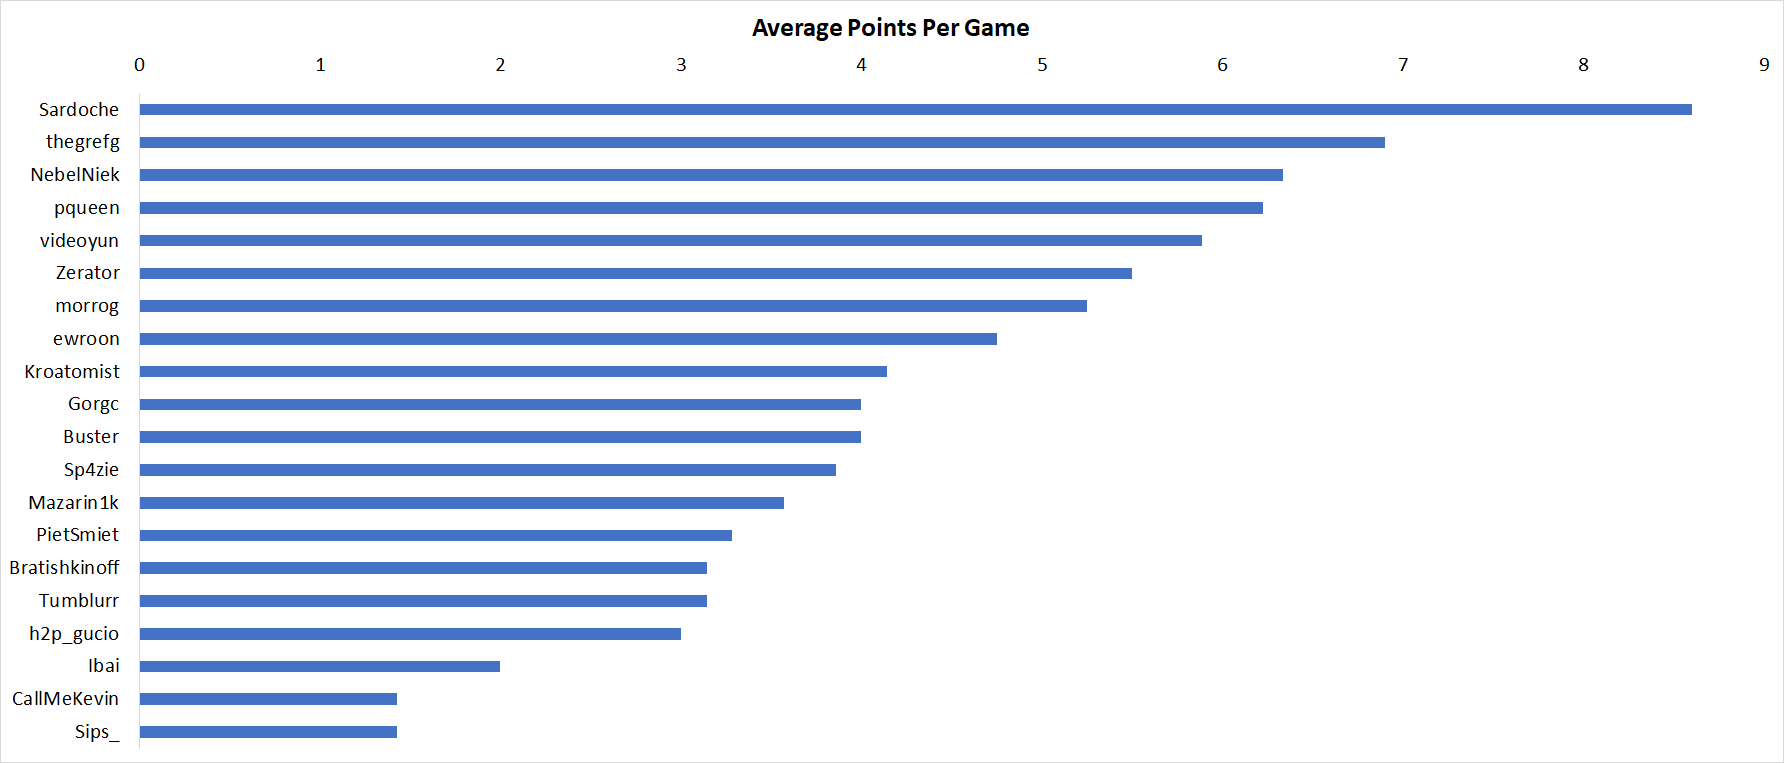 Average Points Per Game
0 1 2 3 4 5 6 7 8 9
Sardoche
thegrefg
NebelNiek
pqueen
videoyun
Zerator
morrog
ewroon
Kroatomist
Gorgc
Buster
Sp4zie
Mazarin1k
PietSmiet
Bratishkinoff
Tumblurr
h2p_gucio
Ibai
CallMeKevin
Sips_